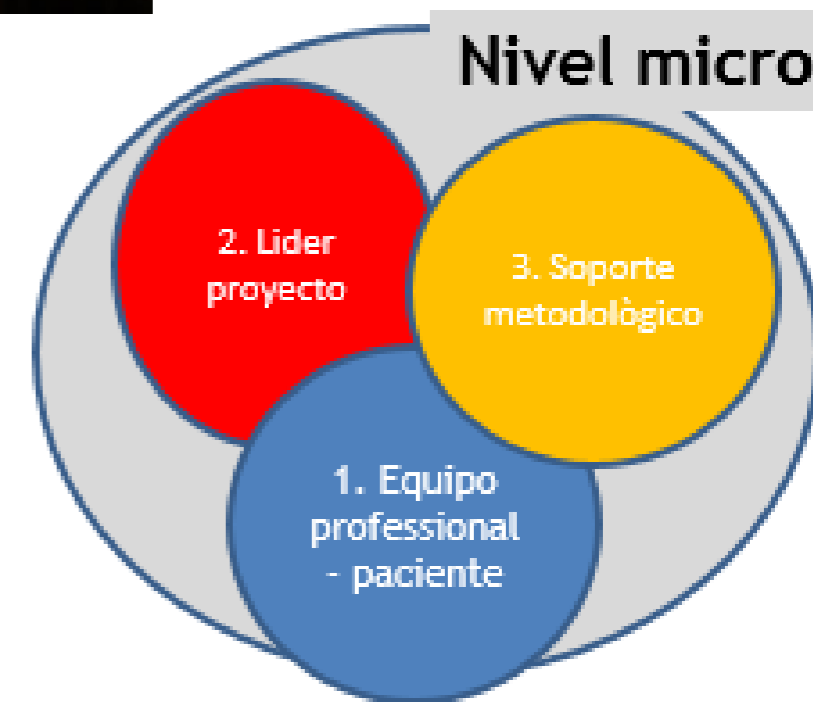 Nivel micro
2. Lider
proyecto
3. Soporte
metodològico
1. Equipo
professional
- paciente